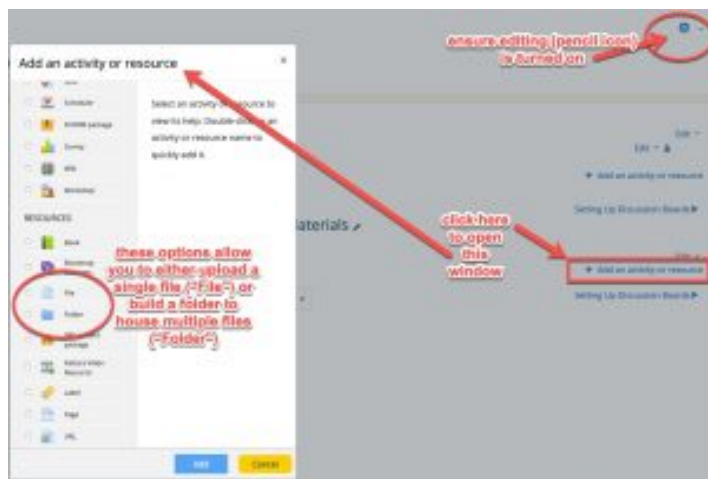 ensure editing (pencil icon)
is turned on
Add an activity or resource
×
Scheduler
SCORM package
Survey
Wiki
Workshop
Select an activity or resource to
view its help. Double-click on an
activity or resource name to
quickly add it.
RESOURCES
Book
File
Folder
package
Label
Page
URL
these options allow
you to either upload a
single file ("File") or
build a folder to
house multiple files
("Folder")
Add
Cancel
aterials
click here
to open
this
window
Edit
Edit
+ Add an activity or resource
Setting Up Discussion Boards
+ Add an activity or resource
Setting Up Discussion Boards